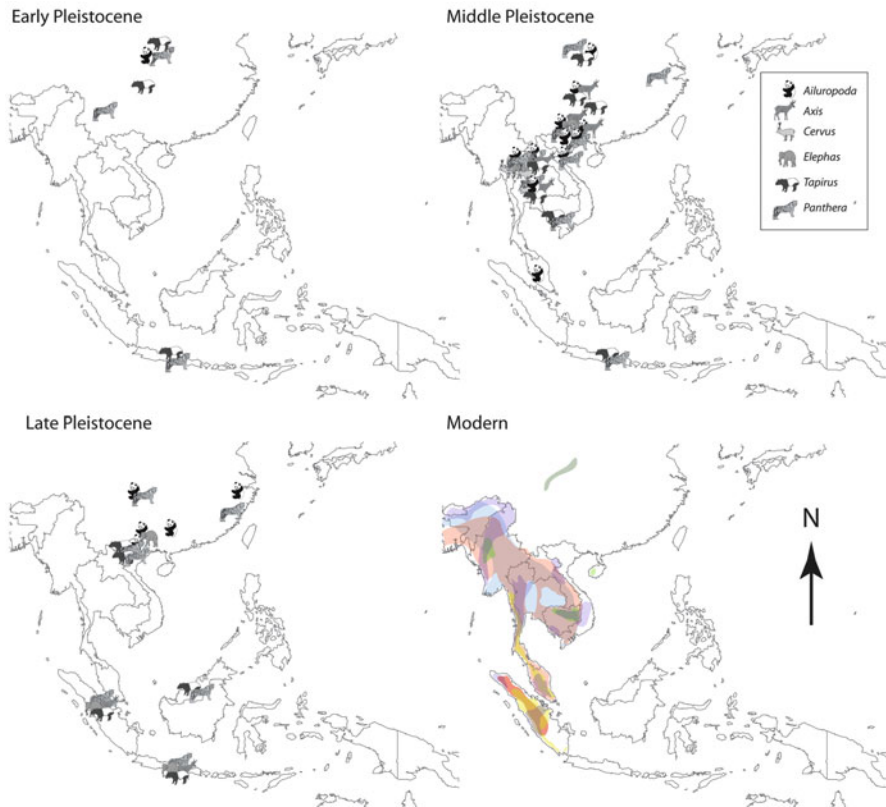 Early Pleistocene
Middle Pleistocene
Ailuropoda
Axis
Cervus
Elephas
Tapirus
Panthera
Late Pleistocene
Modern
N